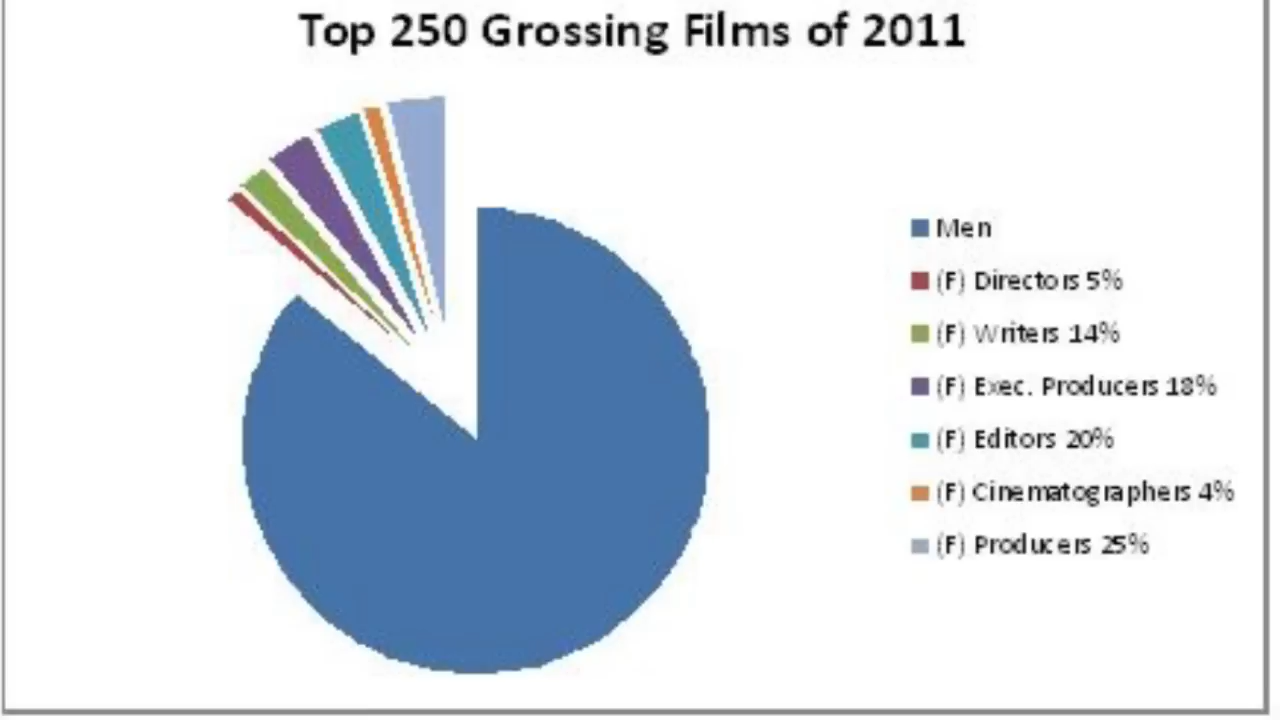 Top 250 Grossing Films of 2011
Men
(F) Directors 5%
(F) Writers 14%
(F) Exec. Producers 18%
(F) Editors 20%
(F) Cinematographers 4%
(F) Producers 25%